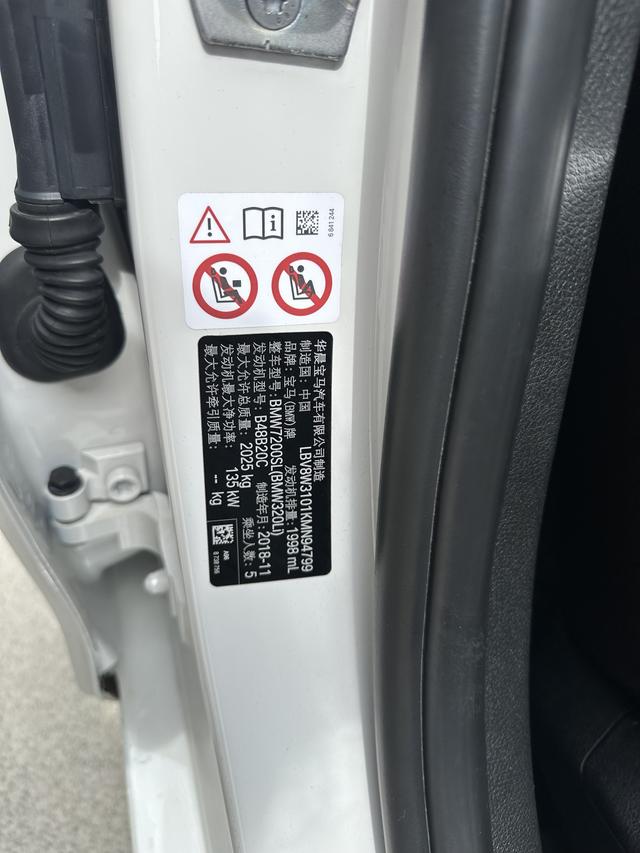 6 841 244
华晨宝马汽车有限公司制造
制造国：中国 LBV8W3101KMN94799
品牌：宝马(BMW)牌 发动机排量：1998 mL
整车型号：BMW7200SL(BMW320Li)
发动机型号：B48B20C 制造年月：2018-11
最大允许总质量：2025 kg 乘坐人数：5
发动机最大净功率：135 kW
最大允许牵引质量：-- kg